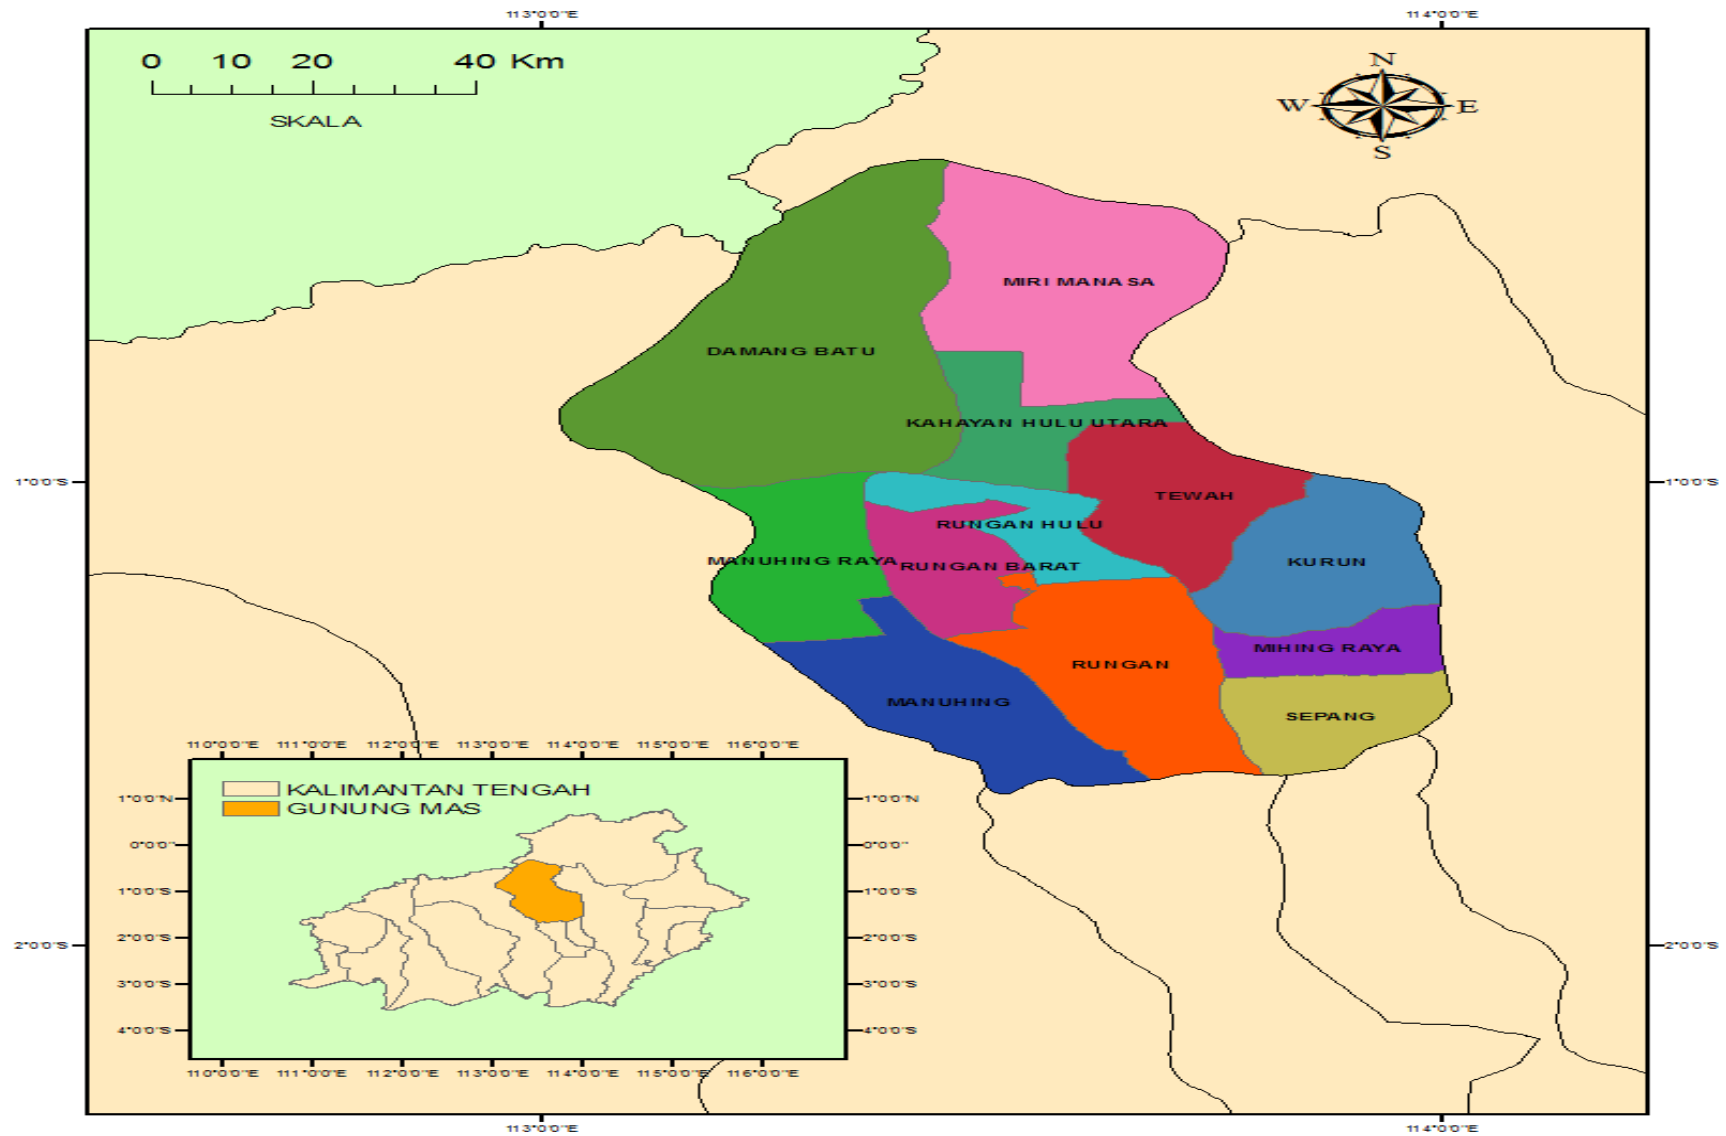 113°0'0"E 114°0'0"E
0 10 20 40 Km
SKALA
N
W E
S
MIRI MANASA
DAMANG BATU
KAHAYAN HULU UTARA
1°0'0"S 1°0'0"S
TEWAH
RUNGAN HULU
MANUHING RAYA
RUNGAN BARAT
KURUN
MIHING RAYA
RUNGAN
MANUHING
SEPANG
110°0'0"E 111°0'0"E 112°0'0"E 113°0'0"E 114°0'0"E 115°0'0"E 116°0'0"E
KALIMANTAN TENGAH
1°0'0"N 1°0'0"N
GUNUNG MAS
0°0'0" 0°0'0"
1°0'0"S 1°0'0"S
2°0'0"S 2°0'0"S
2°0'0"S 2°0'0"S
3°0'0"S 3°0'0"S
4°0'0"S 4°0'0"S
110°0'0"E 111°0'0"E 112°0'0"E 113°0'0"E 114°0'0"E 115°0'0"E 116°0'0"E
113°0'0"E 114°0'0"E